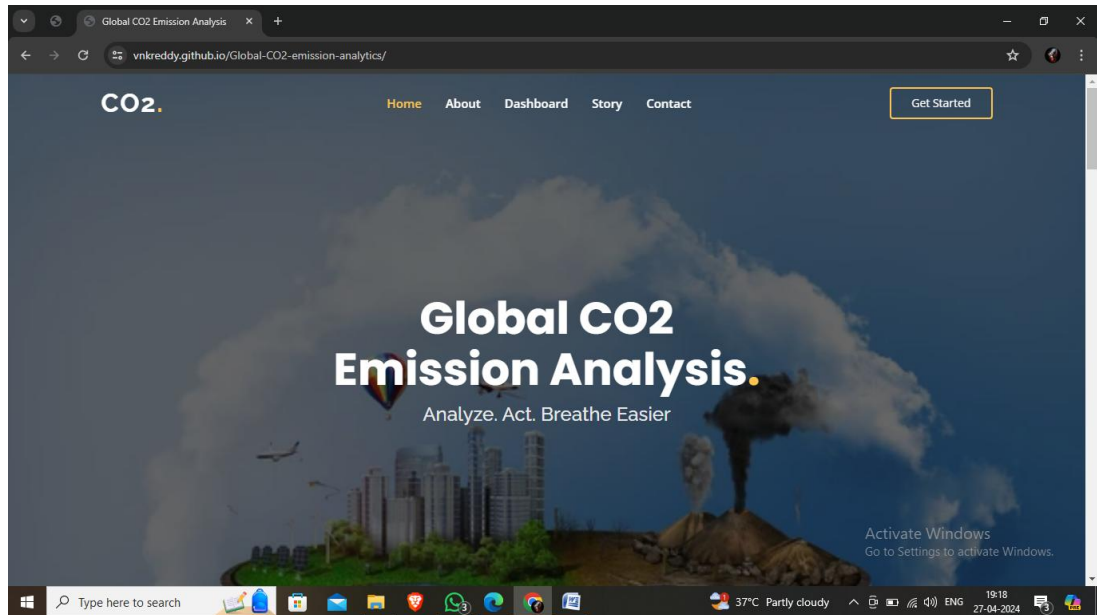 Global CO2 Emission Analysis
vnkreddy.github.io/Global-CO2-emission-analytics/
CO2.
Home About Dashboard Story Contact
Get Started
Global CO2
Emission Analysis.
Analyze. Act. Breathe Easier
Activate Windows
Go to Settings to activate Windows.
Type here to search
3
37°C Partly cloudy
ENG
19:18
27-04-2024
3